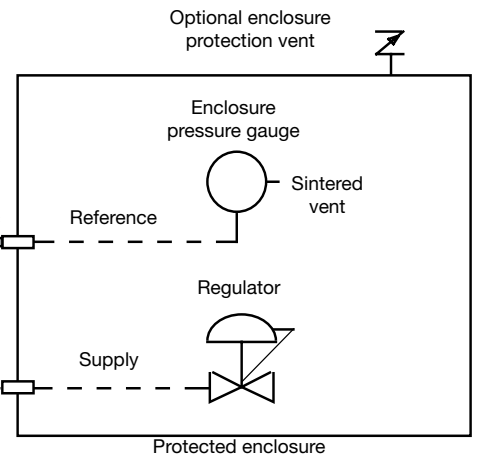 Optional enclosure
protection vent
Enclosure
pressure gauge
Sintered
vent
Reference
Regulator
Supply
Protected enclosure